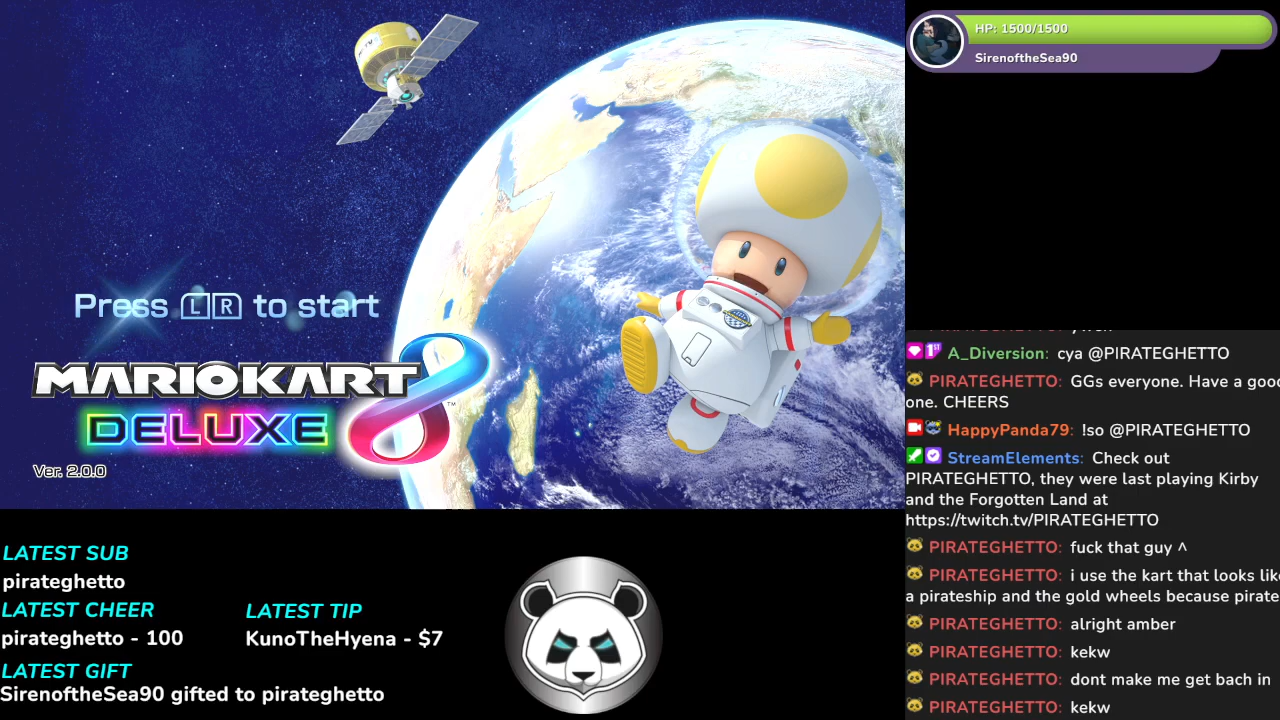 Press L R to start
MARIOKART 8
DELUXE
TM
Ver. 2.0.0
HP: 1500/1500
SirenoftheSea90
A_Diversion: cya @PIRATEGHETTO
PIRATEGHETTO: GGs everyone. Have a good
one. CHEERS
HappyPanda79: !so @PIRATEGHETTO
StreamElements: Check out
PIRATEGHETTO, they were last playing Kirby
and the Forgotten Land at
https://twitch.tv/PIRATEGHETTO
PIRATEGHETTO: fuck that guy ^
PIRATEGHETTO: i use the kart that looks like
a pirateship and the gold wheels because pirate
PIRATEGHETTO: alright amber
PIRATEGHETTO: kekw
PIRATEGHETTO: dont make me get bach in
PIRATEGHETTO: kekw
LATEST SUB
pirateghetto
LATEST CHEER
pirateghetto - 100
LATEST TIP
KunoTheHyena - $7
LATEST GIFT
SirenoftheSea90 gifted to pirateghetto